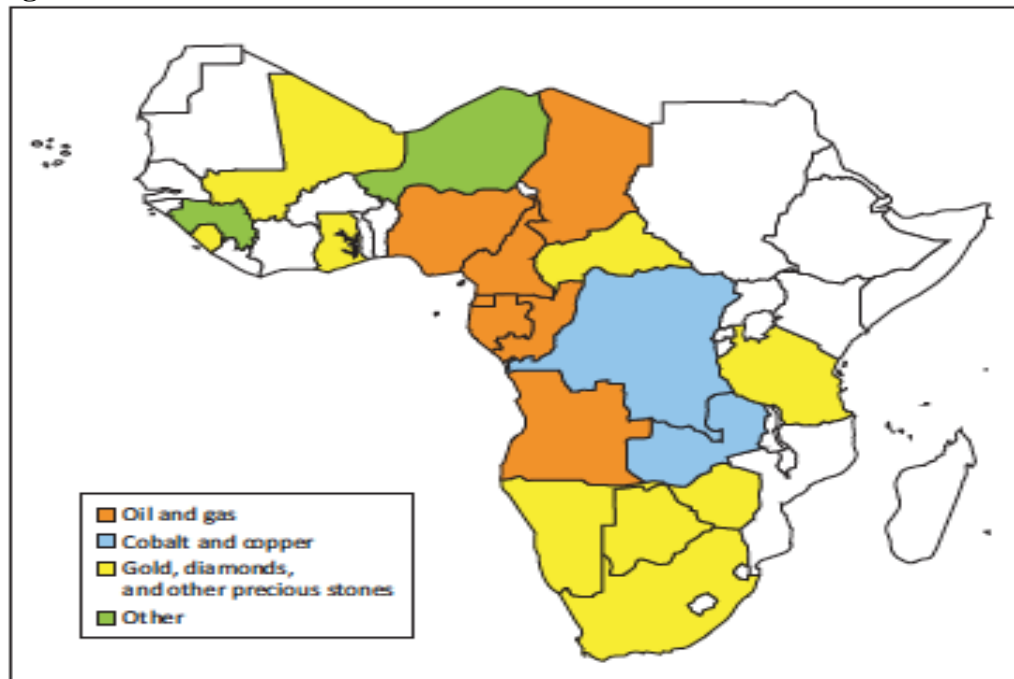 Oil and gas
Cobalt and copper
Gold, diamonds,
and other precious stones
Other